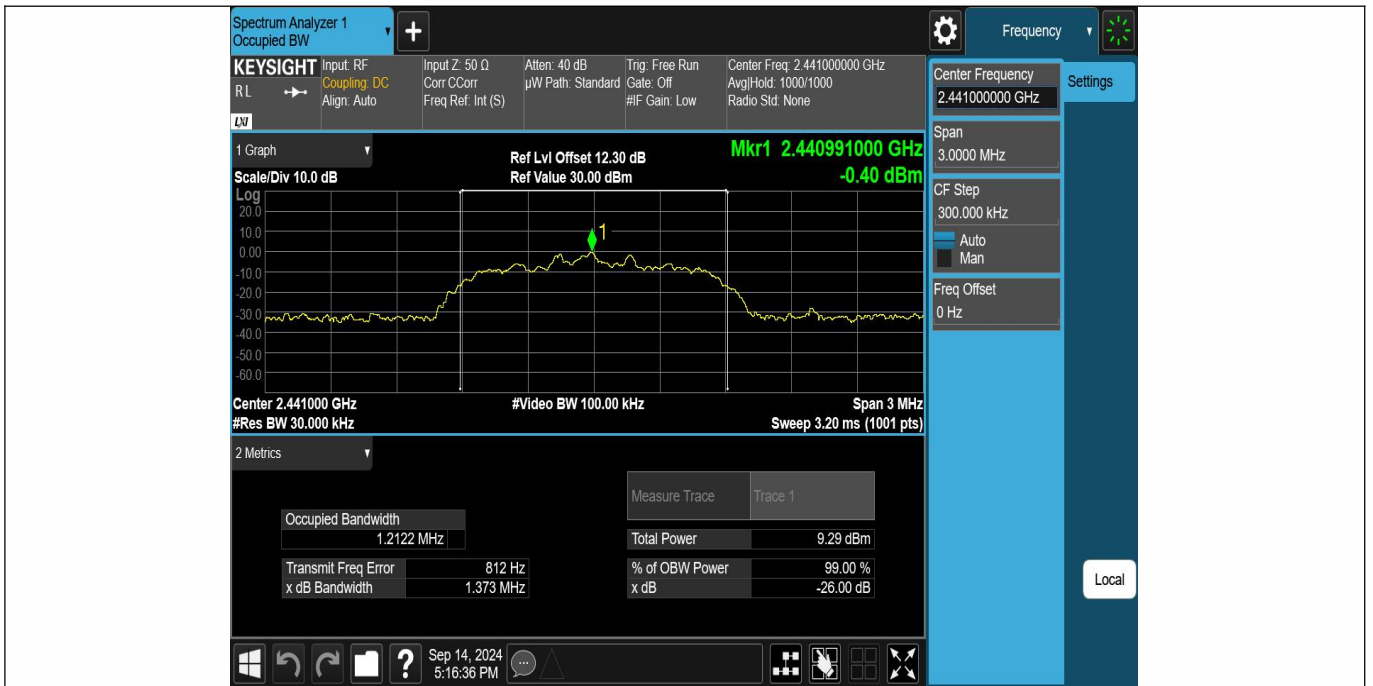 Spectrum Analyzer 1
Occupied BW
+
Frequency
KEYSIGHT
RL
LXI
Input: RF
Coupling: DC
Align: Auto
Input Z: 50 Ω
Corr CCorr
Freq Ref: Int (S)
Atten: 40 dB
µW Path: Standard
Trig: Free Run
Gate: Off
#IF Gain: Low
Center Freq: 2.441000000 GHz
Avg|Hold: 1000/1000
Radio Std: None
Center Frequency
2.441000000 GHz
Settings
Span
3.0000 MHz
CF Step
300.000 kHz
Auto
Man
Freq Offset
0 Hz
Local
1 Graph
Scale/Div 10.0 dB
Ref Lvl Offset 12.30 dB
Ref Value 30.00 dBm
Mkr1 2.440991000 GHz
-0.40 dBm
Log
20.0
10.0
0.00
-10.0
-20.0
-30.0
-40.0
-50.0
-60.0
1
Center 2.441000 GHz
#Video BW 100.00 kHz
Span 3 MHz
#Res BW 30.000 kHz
Sweep 3.20 ms (1001 pts)
2 Metrics
Measure Trace
Trace 1
Occupied Bandwidth
1.2122 MHz
Total Power
9.29 dBm
Transmit Freq Error
812 Hz
% of OBW Power
99.00 %
x dB Bandwidth
1.373 MHz
x dB
-26.00 dB
?
Sep 14, 2024
5:16:36 PM